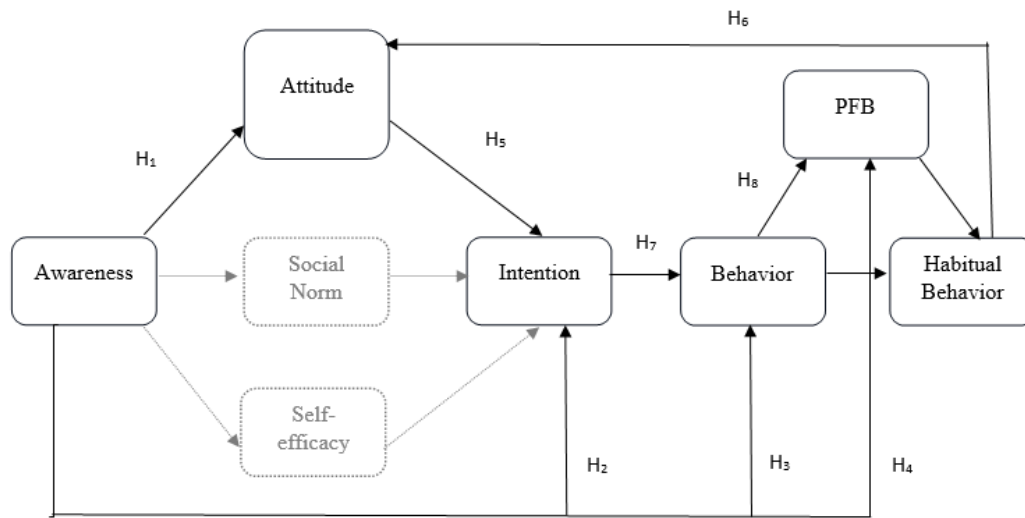 H₆
Attitude
PFB
H₁
H₅
H₈
Awareness
Social
Norm
Intention
H₇
Behavior
Habitual
Behavior
Self-
efficacy
H₂
H₃
H₄